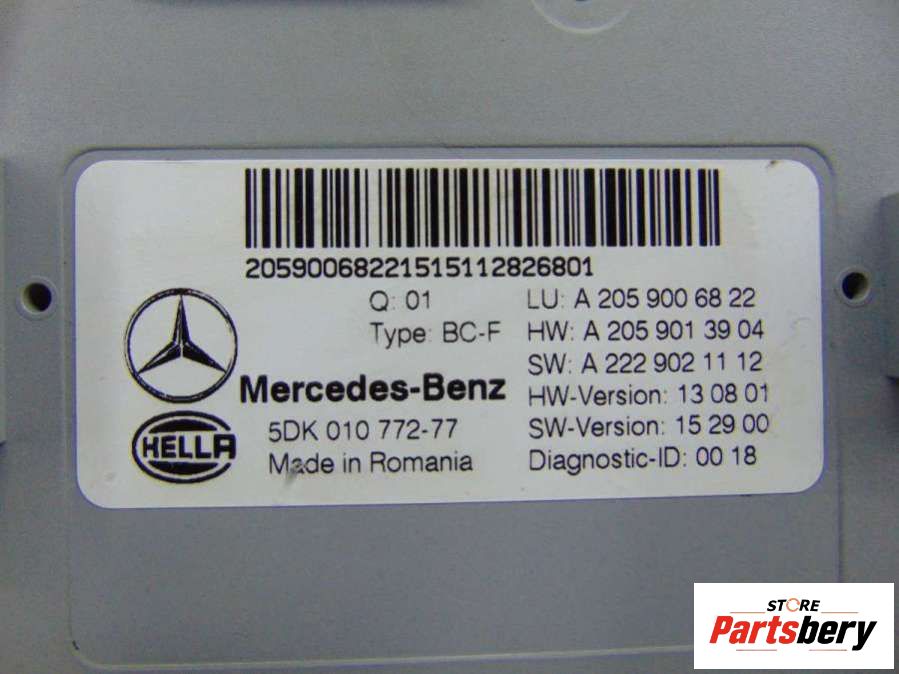 20590068221515112826801
Q: 01
Type: BC-F
LU: A 205 900 68 22
HW: A 205 901 39 04
SW: A 222 902 11 12
HW-Version: 13 08 01
SW-Version: 15 29 00
Diagnostic-ID: 00 18
Mercedes-Benz
HELLA
5DK 010 772-77
Made in Romania
STORE
Partsbery